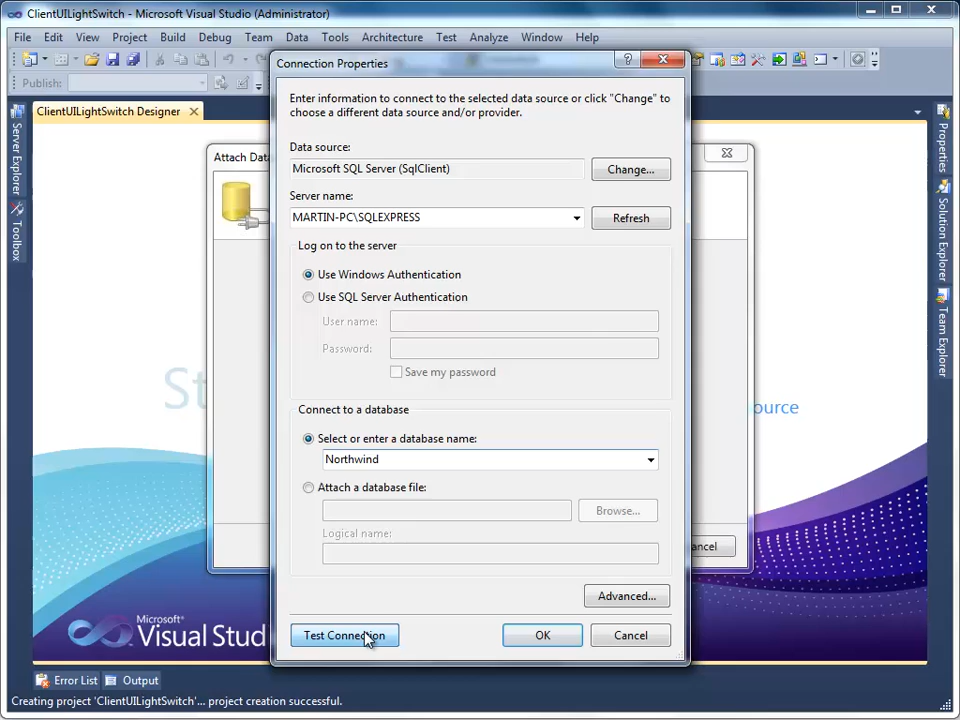 ClientUILightSwitch - Microsoft Visual Studio (Administrator)
File Edit View Project Build Debug Team Data Tools Architecture Test Analyze Window Help
Publish:
ClientUILightSwitch Designer
Server Explorer
Toolbox
Properties
Solution Explorer
Team Explorer
Attach Data
St
ource
ancel
Connection Properties
Enter information to connect to the selected data source or click "Change" to
choose a different data source and/or provider.
Data source:
Microsoft SQL Server (SqlClient)
Change...
Server name:
MARTIN-PC\SQLEXPRESS
Refresh
Log on to the server
Use Windows Authentication
Use SQL Server Authentication
User name:
Password:
Save my password
Connect to a database
Select or enter a database name:
Northwind
Attach a database file:
Browse...
Logical name:
Advanced...
Test Connection
OK
Cancel
Microsoft®
Visual Studi
Error List
Output
Creating project 'ClientUILightSwitch'... project creation successful.